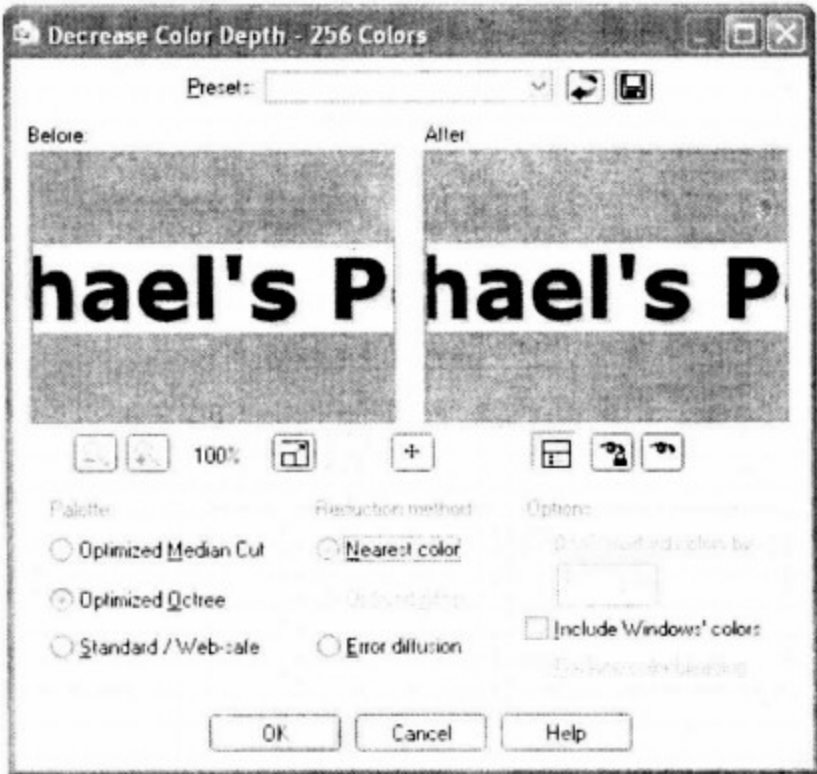 Decrease Color Depth - 256 Colors
Presets:
Before: After
hael's P hael's P
100%
Palette Reduction method Options
Optimized Median Cut Nearest color
Optimized Octree
Include Windows' colors
Standard / Web-safe Error diffusion
OK Cancel Help